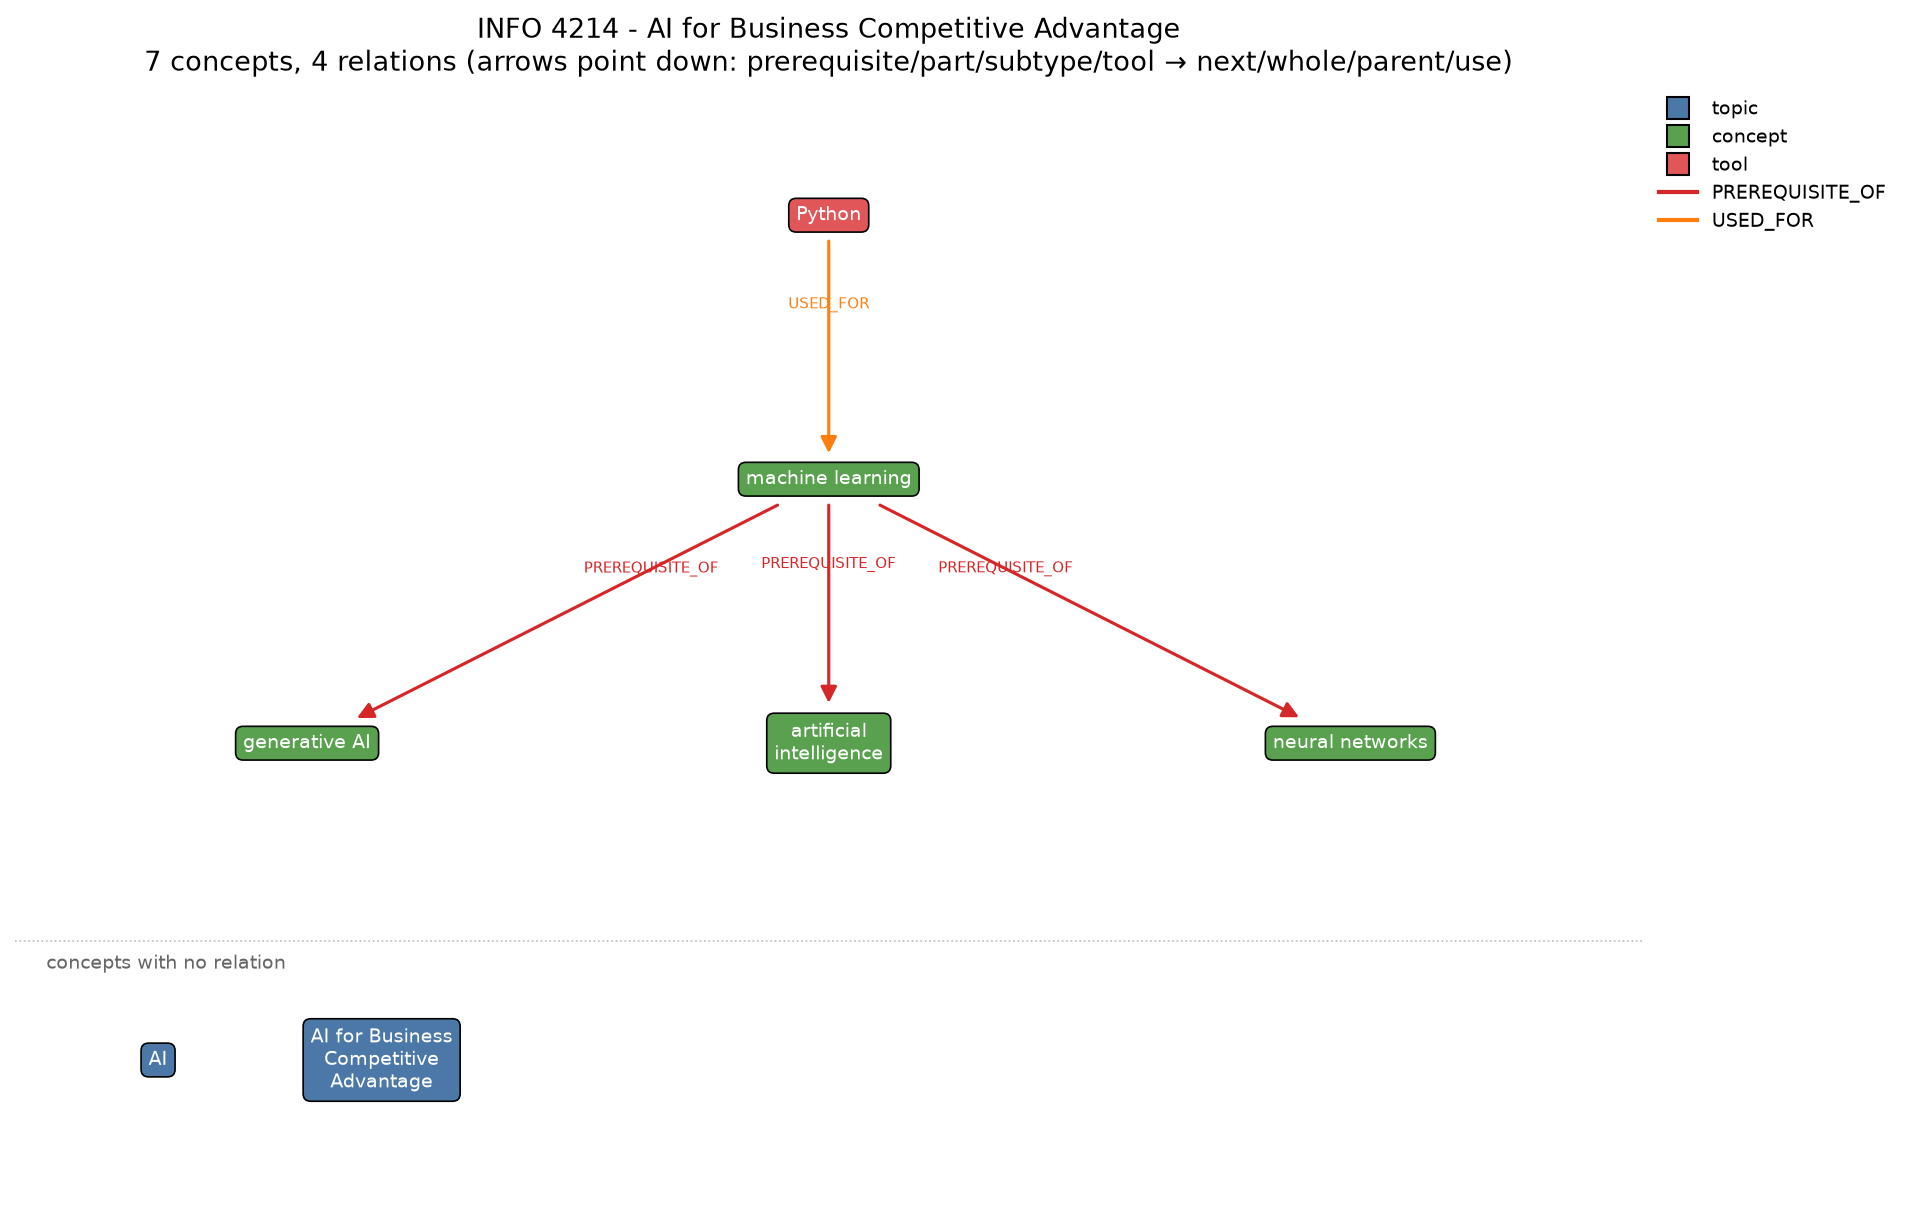 INFO 4214 - AI for Business Competitive Advantage
7 concepts, 4 relations (arrows point down: prerequisite/part/subtype/tool → next/whole/parent/use)
topic
concept
tool
PREREQUISITE_OF
USED_FOR
Python
USED_FOR
machine learning
PREREQUISITE_OF
PREREQUISITE_OF
PREREQUISITE_OF
generative AI
artificial
intelligence
neural networks
concepts with no relation
AI
AI for Business
Competitive
Advantage